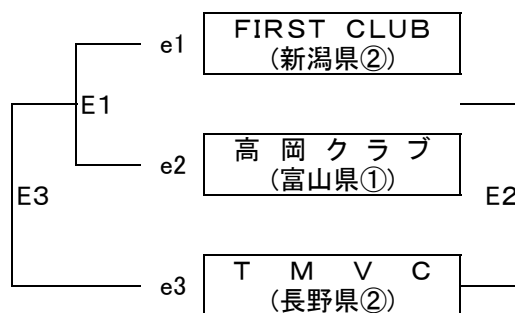 e1
FIRST CLUB
(新潟県②)
E1
e2
高岡クラブ
(富山県①)
E3
E2
e3
TMVC
(長野県②)